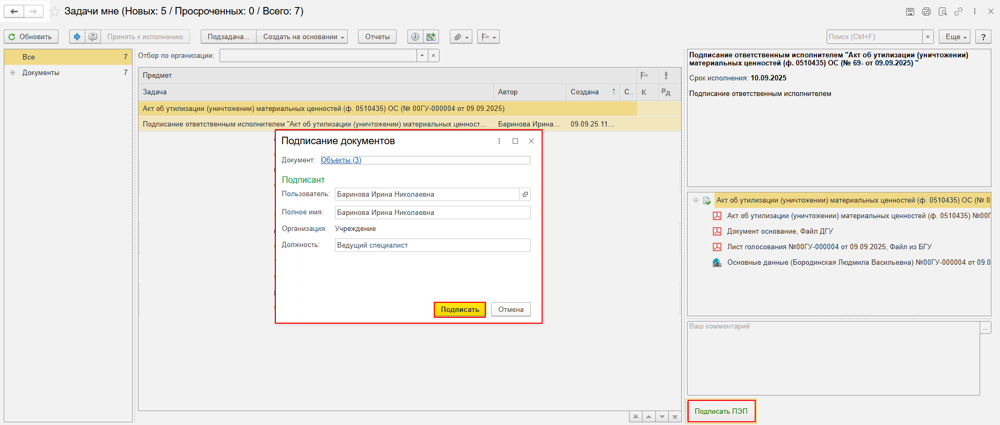 Задачи мне (Новых: 5 / Просроченных: 0 / Всего: 7)
Обновить
Принять к исполнению
Подзадача...
Создать на основании
Отчеты
Поиск (Ctrl+F)
×
Еще
?
Все 7
Документы 7
Отбор по организации:
Предмет
Задача Автор Создана ↑ С.. К Рд
Акт об утилизации (уничтожении) материальных ценностей (ф. 0510435) ОС (№ 00ГУ-000004 от 09.09.2025)
Подписание ответственным исполнителем "Акт об утилизации (уничтожении) материальных ценност... Баринова Ирина... 09.09.25 11...
Подписание документов
Документ: Объекты (3)
Подписант
Пользователь: Баринова Ирина Николаевна
Полное имя: Баринова Ирина Николаевна
Организация: Учреждение
Должность: Ведущий специалист
Подписать
Отмена
Подписание ответственным исполнителем "Акт об утилизации (уничтожении)
материальных ценностей (ф. 0510435) ОС (№ 69- от 09.09.2025) "
Срок исполнения: 10.09.2025
Подписание ответственным исполнителем
Акт об утилизации (уничтожении) материальных ценностей (ф. 0510435) ОС (№ 0
Акт об утилизации (уничтожении) материальных ценностей (ф. 0510435) №00Г
Документ основание, Файл ДГУ
Лист голосования №00ГУ-000004 от 09.09.2025, Файл из БГУ
Основные данные (Бородинская Людмила Васильевна) №00ГУ-000004 от 09.0
Ваш комментарий
...
Подписать ПЭП